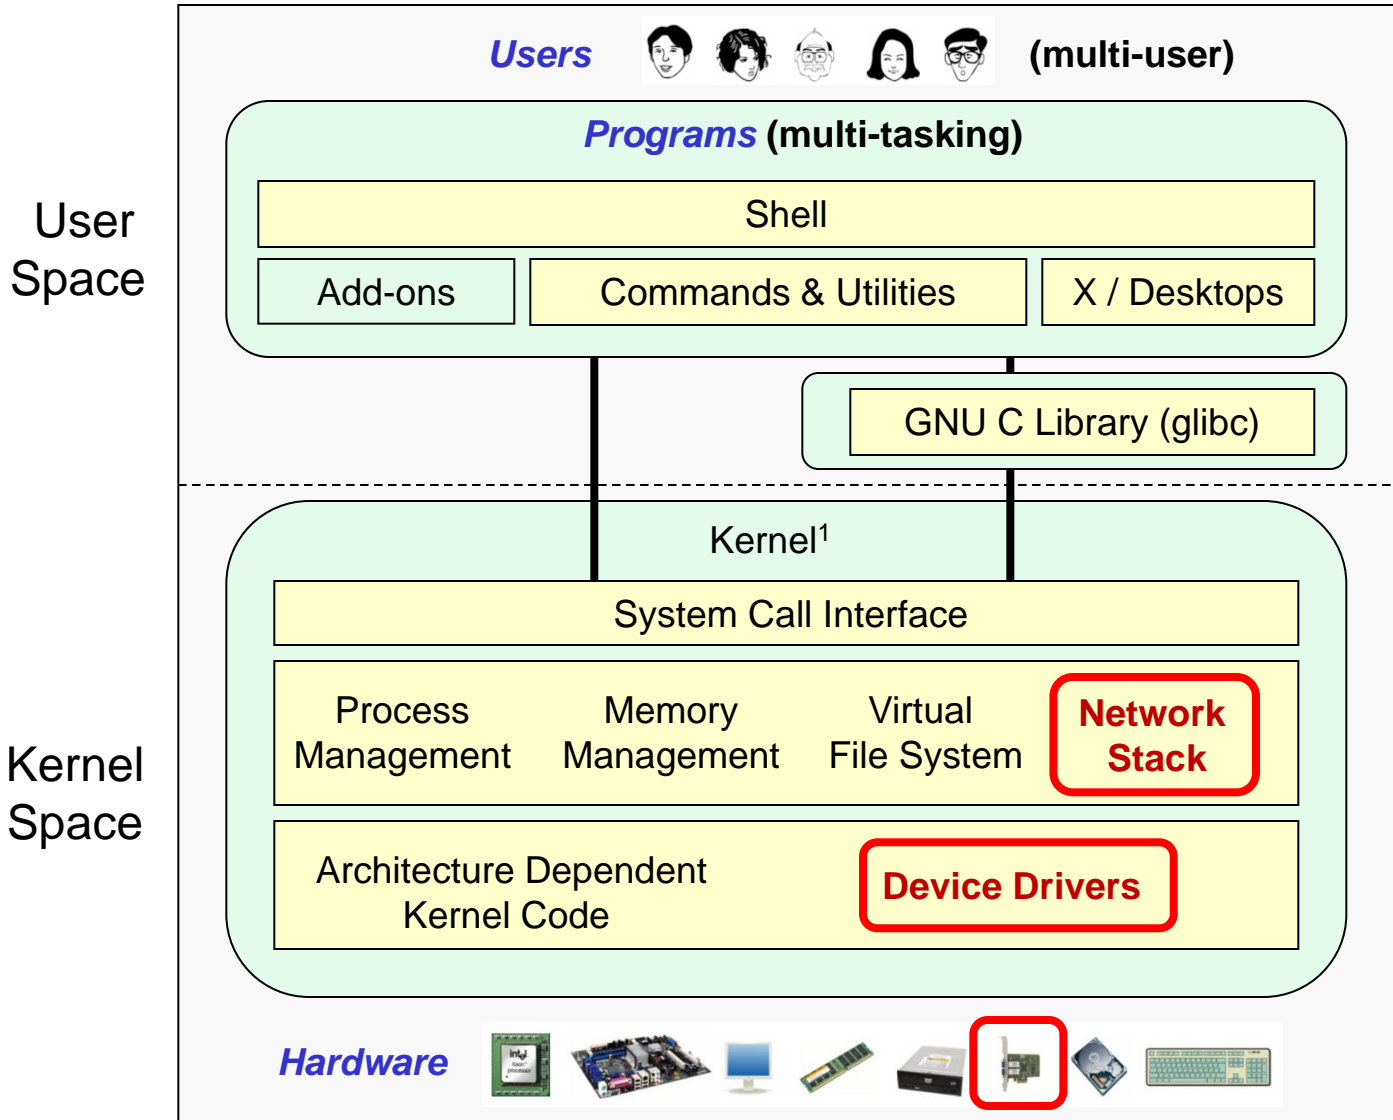 Users (multi-user)
Programs (multi-tasking)
User
Space
Shell
Add-ons
Commands & Utilities
X / Desktops
GNU C Library (glibc)
Kernel¹
System Call Interface
Process
Management
Memory
Management
Virtual
File System
Network
Stack
Kernel
Space
Architecture Dependent
Kernel Code
Device Drivers
Hardware
intel